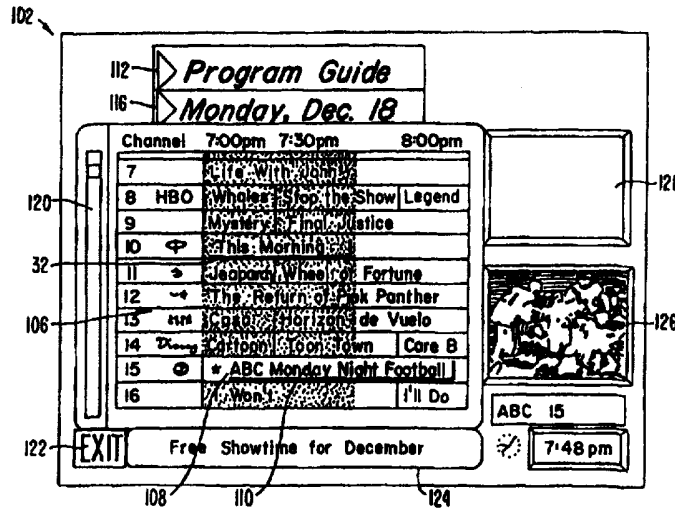 102
112
Program Guide
116
Monday, Dec. 18
Channel 7:00pm 7:30pm 8:00pm
7 Life With John
120
121
8 HBO Whales Stop the Show Legend
9 Mystery Final Justice
10 This Morning
32
11 Jeopardy Wheel of Fortune
12 The Return of Pink Panther
106
126
13 Casa Horizon de Vuelo
14 Cartoon Toon Town Care B
15 * ABC Monday Night Football
16 I Won't I'll Do
ABC 15
122
EXIT
Free Showtime for December
7:48 pm
108
110
124